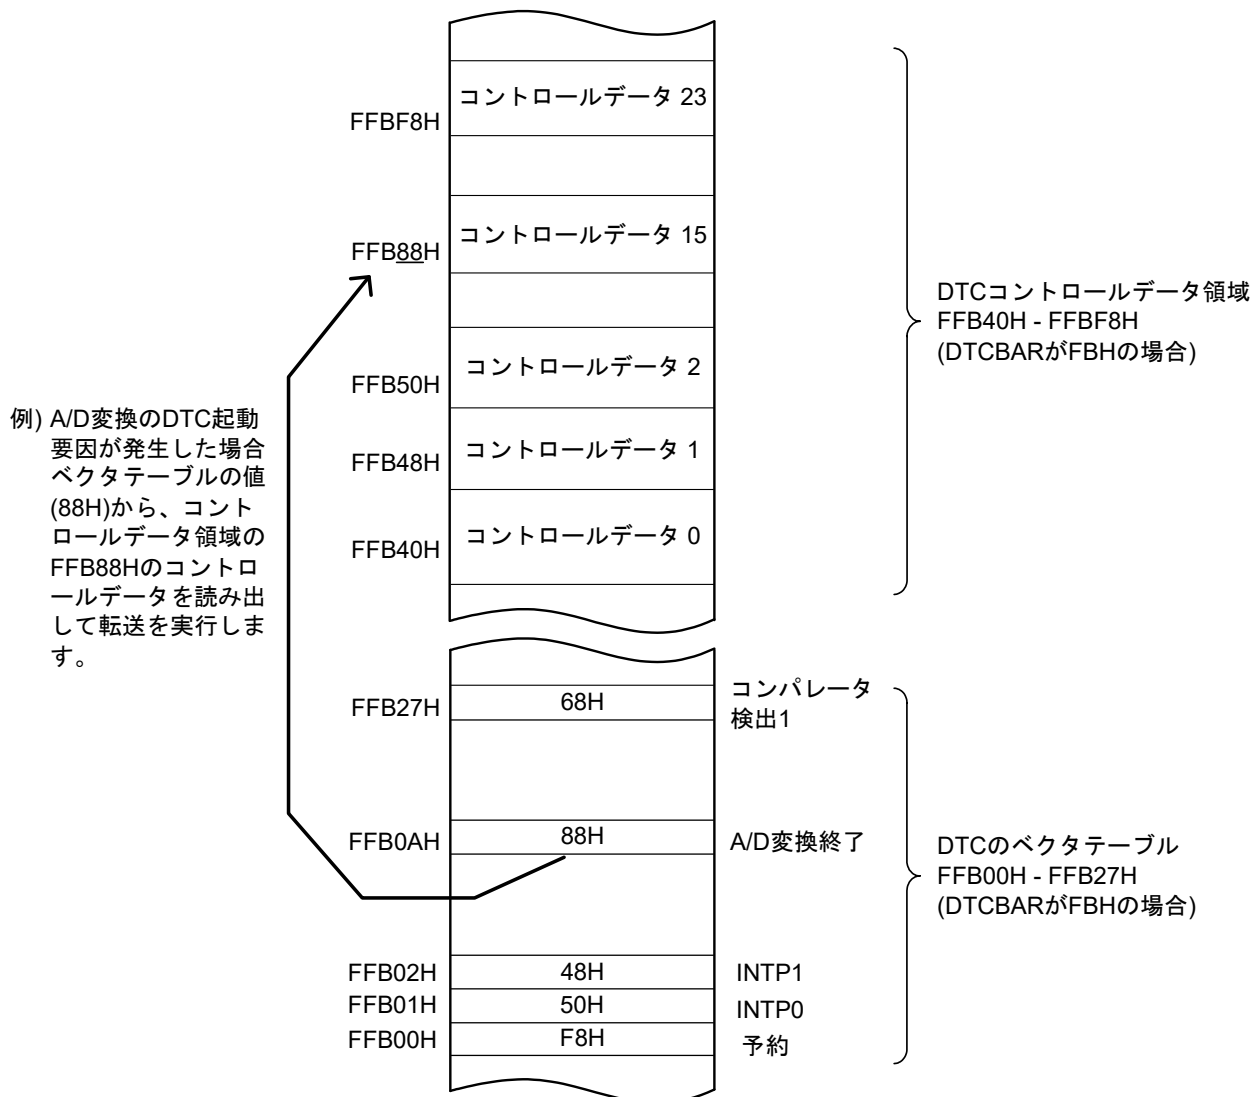 コントロールデータ 23
FFBF8H
コントロールデータ 15
FFB88H
コントロールデータ 2
FFB50H
コントロールデータ 1
FFB48H
コントロールデータ 0
FFB40H
DTCコントロールデータ領域
FFB40H - FFBF8H
(DTCBARがFBHの場合)
例) A/D変換のDTC起動
要因が発生した場合
ベクタテーブルの値
(88H)から、コント
ロールデータ領域の
FFB88Hのコントロ
ールデータを読み出
して転送を実行しま
す。
FFB27H
68H
コンパレータ
検出1
FFB0AH
88H
A/D変換終了
DTCのベクタテーブル
FFB00H - FFB27H
(DTCBARがFBHの場合)
FFB02H
48H
INTP1
FFB01H
50H
INTP0
FFB00H
F8H
予約